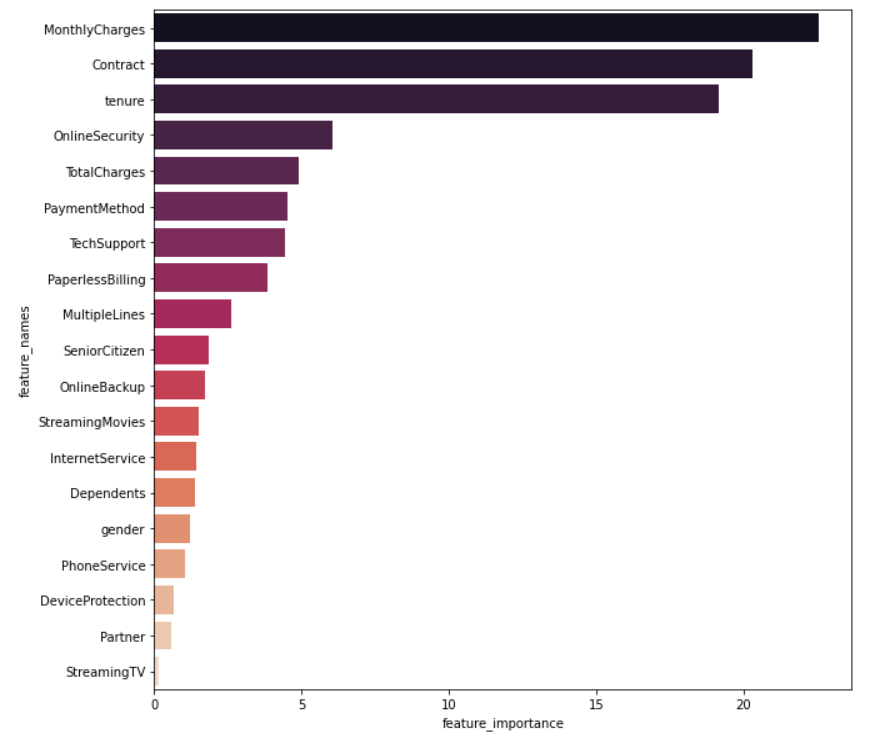 MonthlyCharges
Contract
tenure
OnlineSecurity
TotalCharges
PaymentMethod
TechSupport
PaperlessBilling
MultipleLines
SeniorCitizen
OnlineBackup
StreamingMovies
InternetService
Dependents
gender
PhoneService
DeviceProtection
Partner
StreamingTV
feature_names
0 5 10 15 20
feature_importance